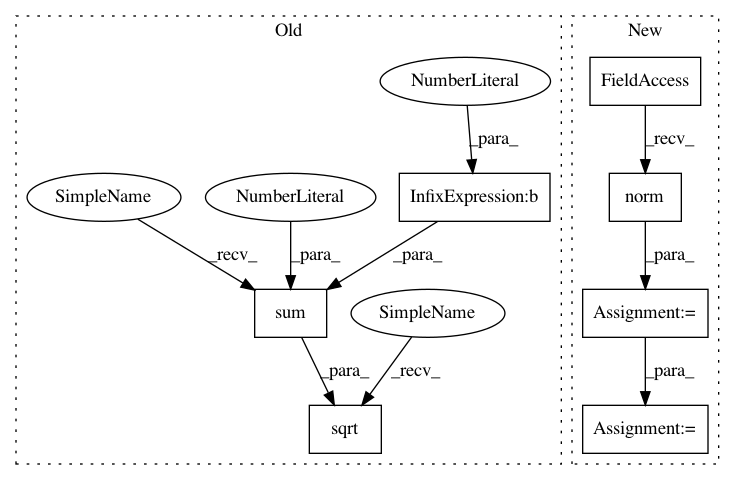 Old
New
NumberLiteral
FieldAccess
_para_
_recv_
SimpleName
NumberLiteral
InfixExpression:b
norm
_recv_
_para_
_para_
_para_
sum
SimpleName
Assignment:=
_para_
_recv_
_para_
sqrt
Assignment:=